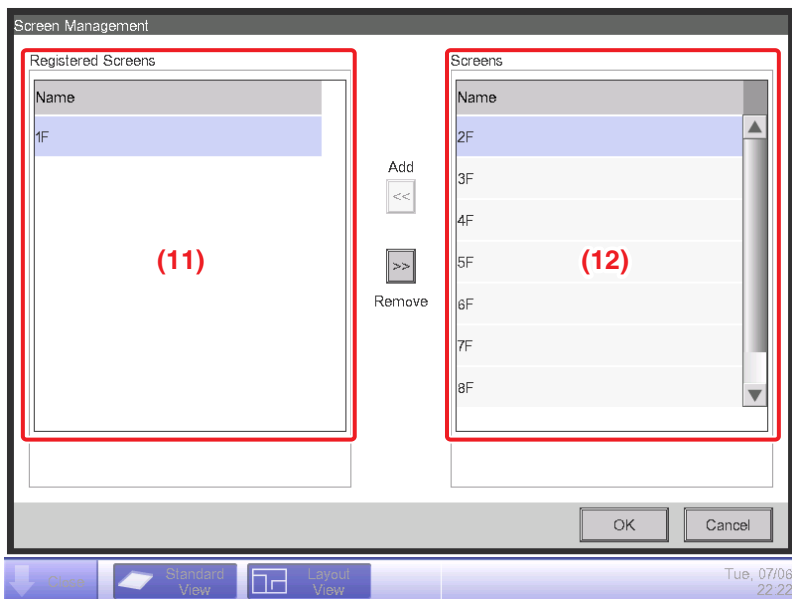 Screen Management
Registered Screens
Name
1F
(11)
Add
<<
>>
Remove
Screens
Name
2F
3F
4F
5F
6F
7F
8F
(12)
OK
Cancel
Close
Standard
View
Layout
View
Tue, 07/06
22:22